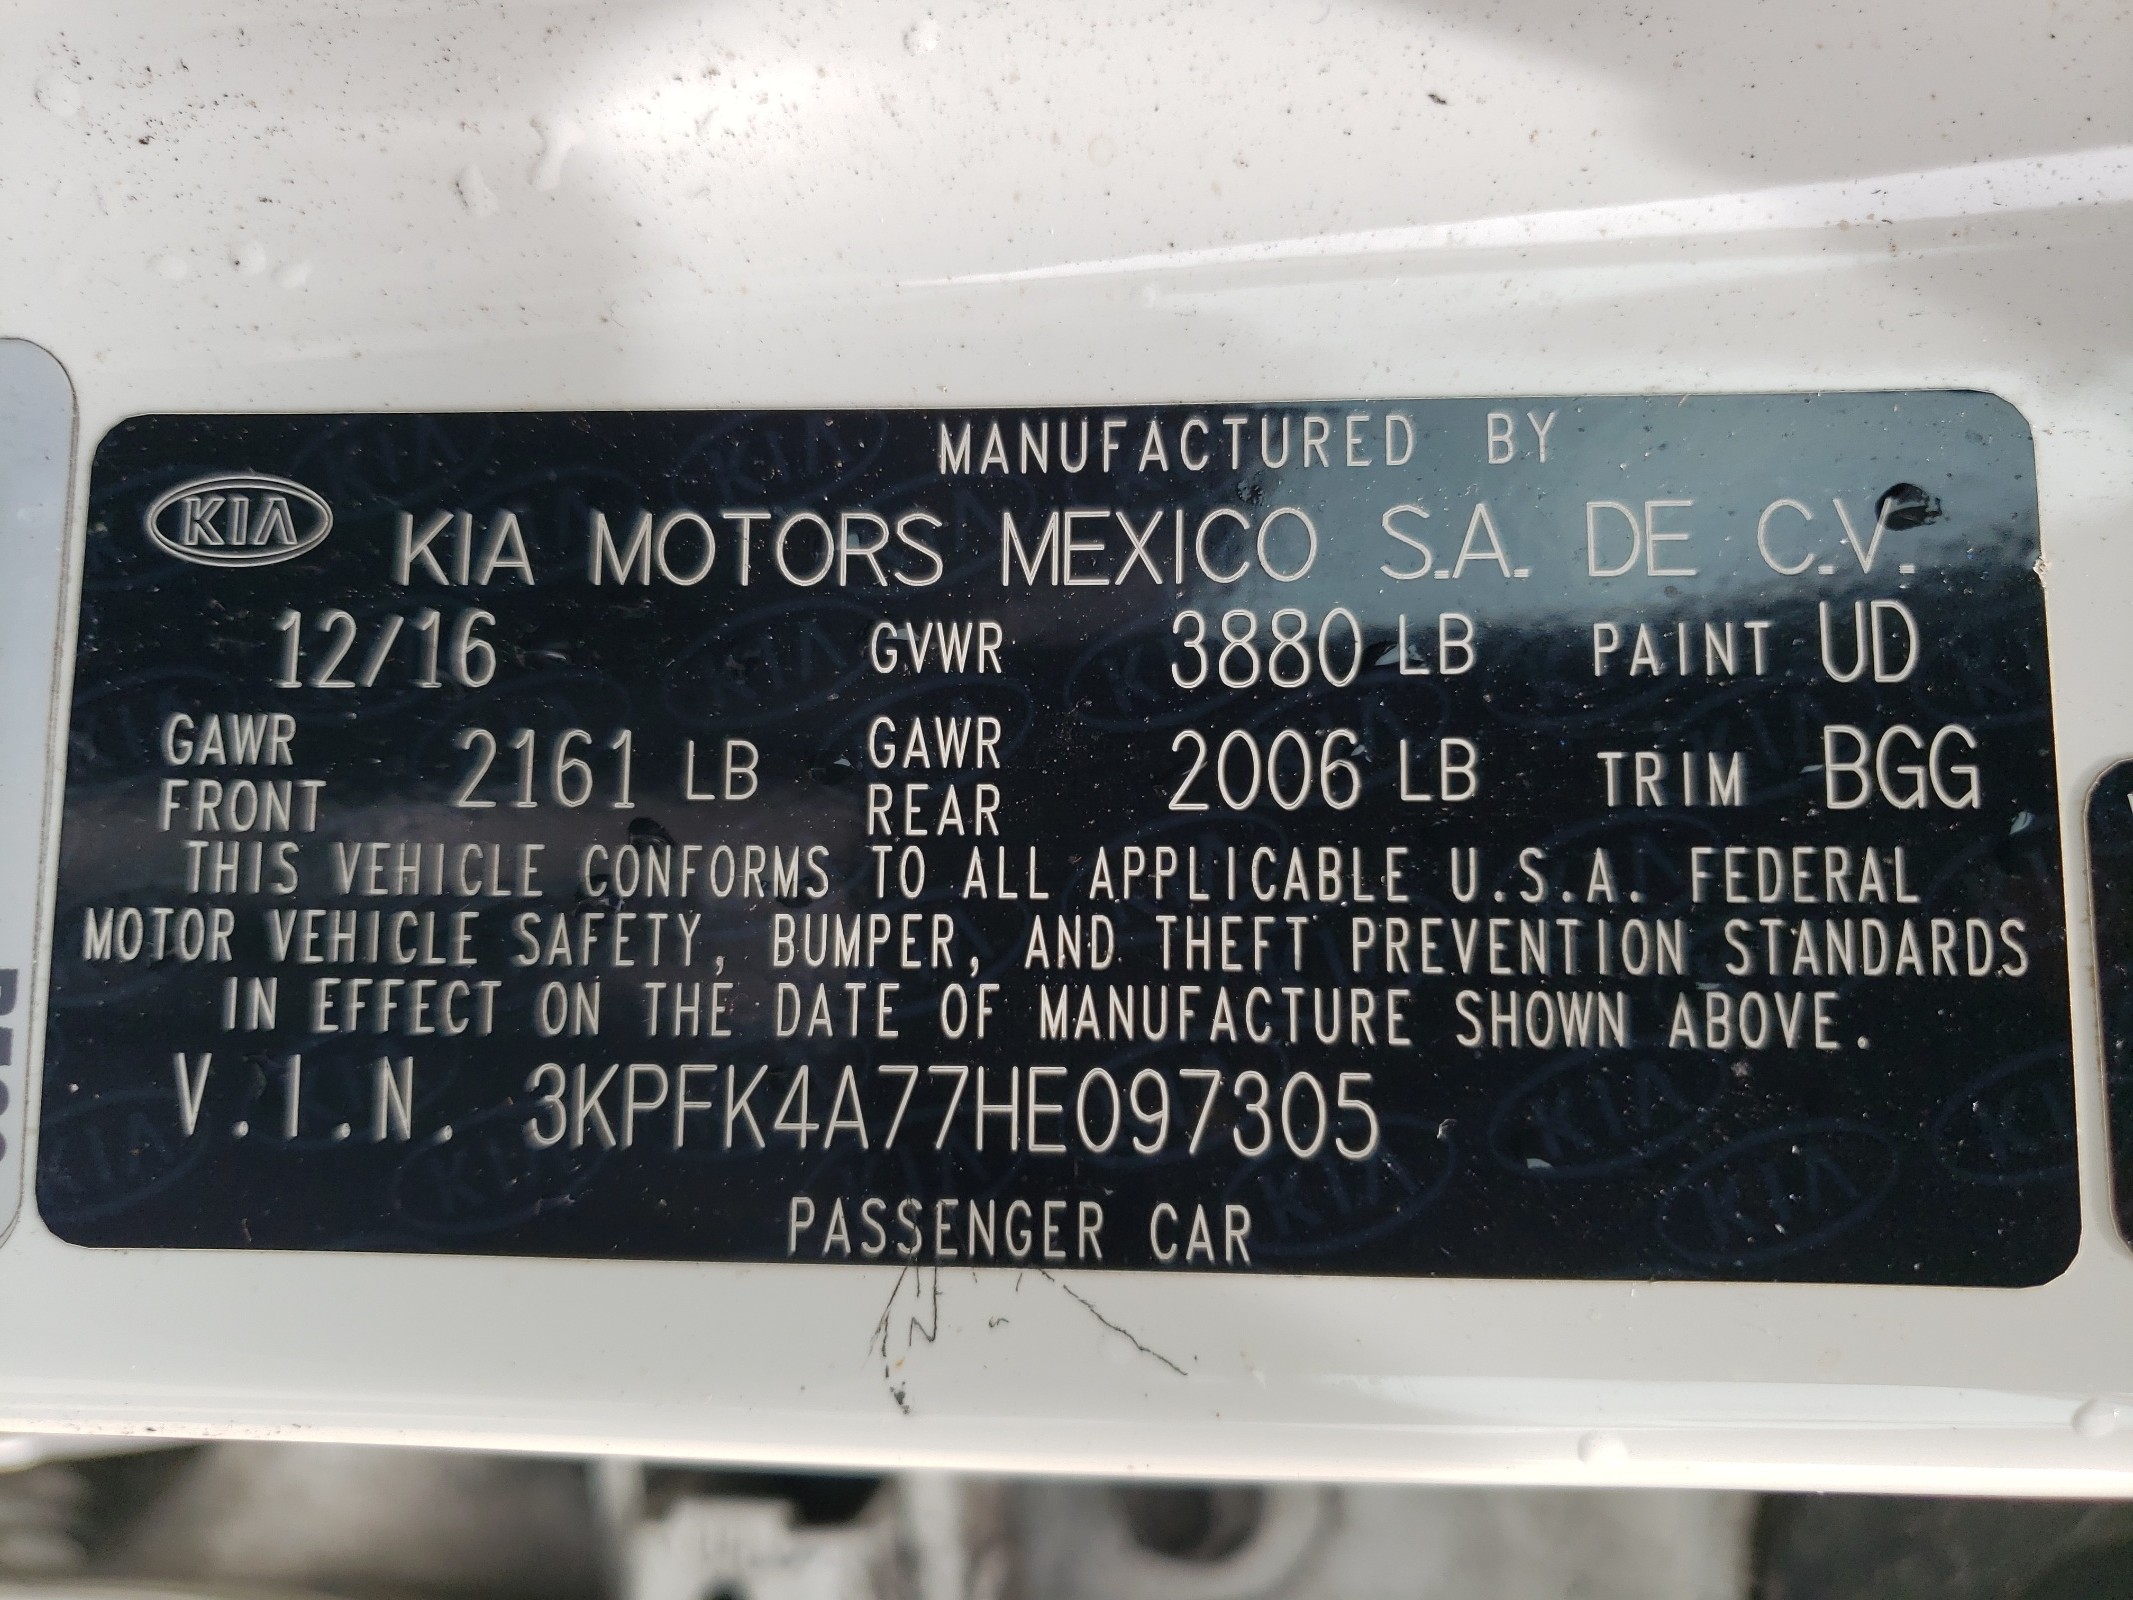 MANUFACTURED BY
KIA KIA MOTORS MEXICO S.A. DE C.V.
12/16 GVWR 3880 LB PAINT UD
GAWR FRONT 2161 LB GAWR REAR 2006 LB TRIM BGG
THIS VEHICLE CONFORMS TO ALL APPLICABLE U.S.A. FEDERAL
MOTOR VEHICLE SAFETY, BUMPER, AND THEFT PREVENTION STANDARDS
IN EFFECT ON THE DATE OF MANUFACTURE SHOWN ABOVE.
V.I.N. 3KPFK4A77HE097305
PASSENGER CAR